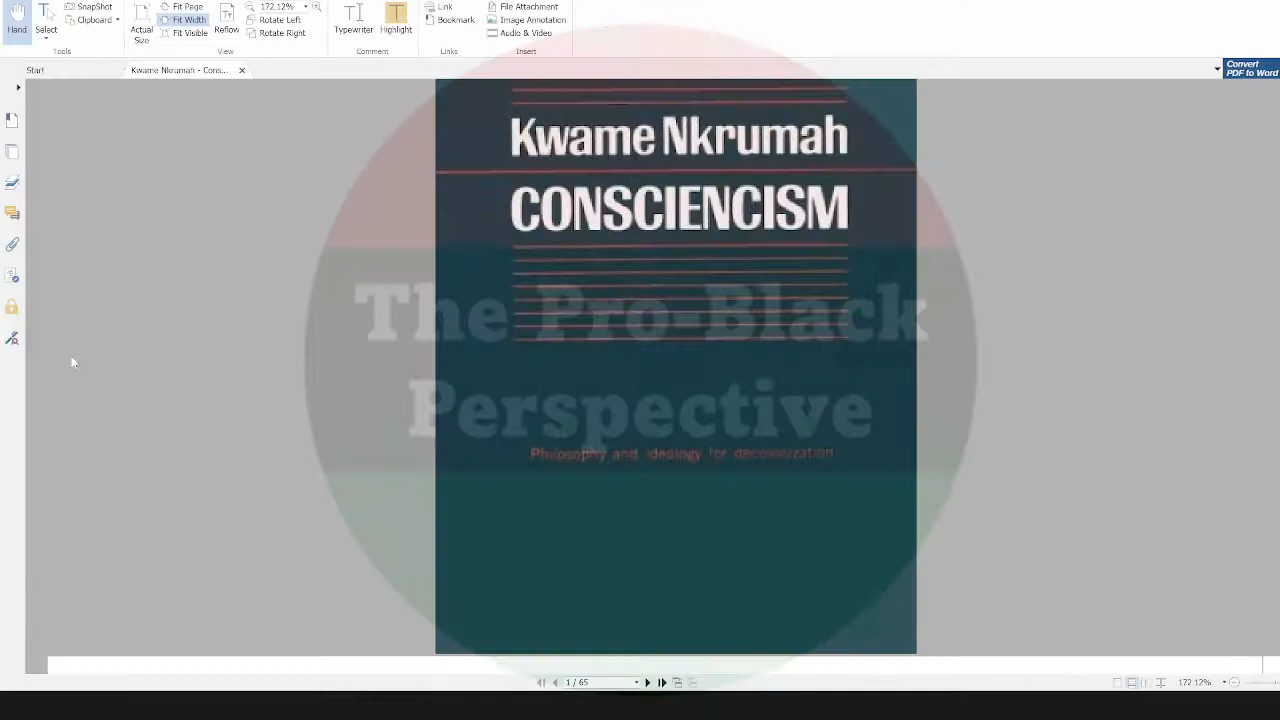 SnapShot
Clipboard
Hand
Select
Tools
Fit Page
Fit Width
Fit Visible
Actual
Size
172.12%
Reflow
Rotate Left
Rotate Right
View
Typewriter
Highlight
Comment
Link
Bookmark
Links
File Attachment
Image Annotation
Audio & Video
Insert
Start
Kwame Nkrumah - Cons...
Convert
PDF to Word
Kwame Nkrumah
CONSCIENCISM
The Pro-Black
Perspective
Philosophy and ideology for decolonization
1 / 65
172.12%